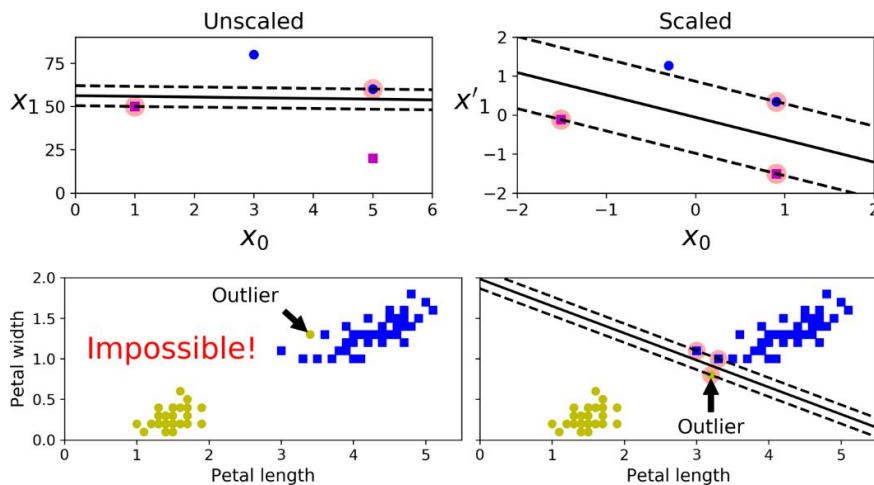 Unscaled
x1
75
50
25
0
0 1 2 3 4 5 6
x0
Scaled
x'1
2
1
0
−1
−2
−2 −1 0 1 2
x0
Petal width
2.0
1.5
1.0
0.5
0.0
Outlier
Impossible!
0 1 2 3 4 5
Petal length
Outlier
0 1 2 3 4 5
Petal length